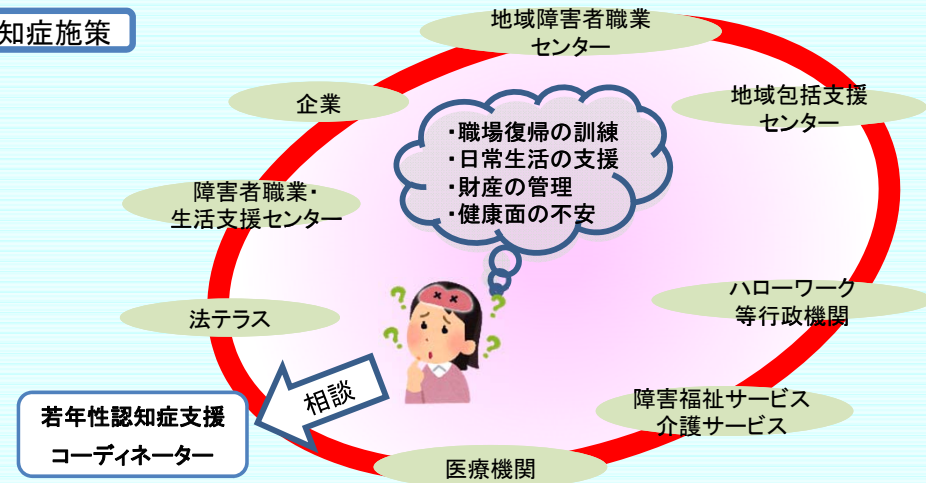 知症施策
地域障害者職業
センター
企業
地域包括支援
センター
・職場復帰の訓練
・日常生活の支援
・財産の管理
・健康面の不安
障害者職業・
生活支援センター
ハローワーク
等行政機関
法テラス
相談
若年性認知症支援
コーディネーター
障害福祉サービス
介護サービス
医療機関